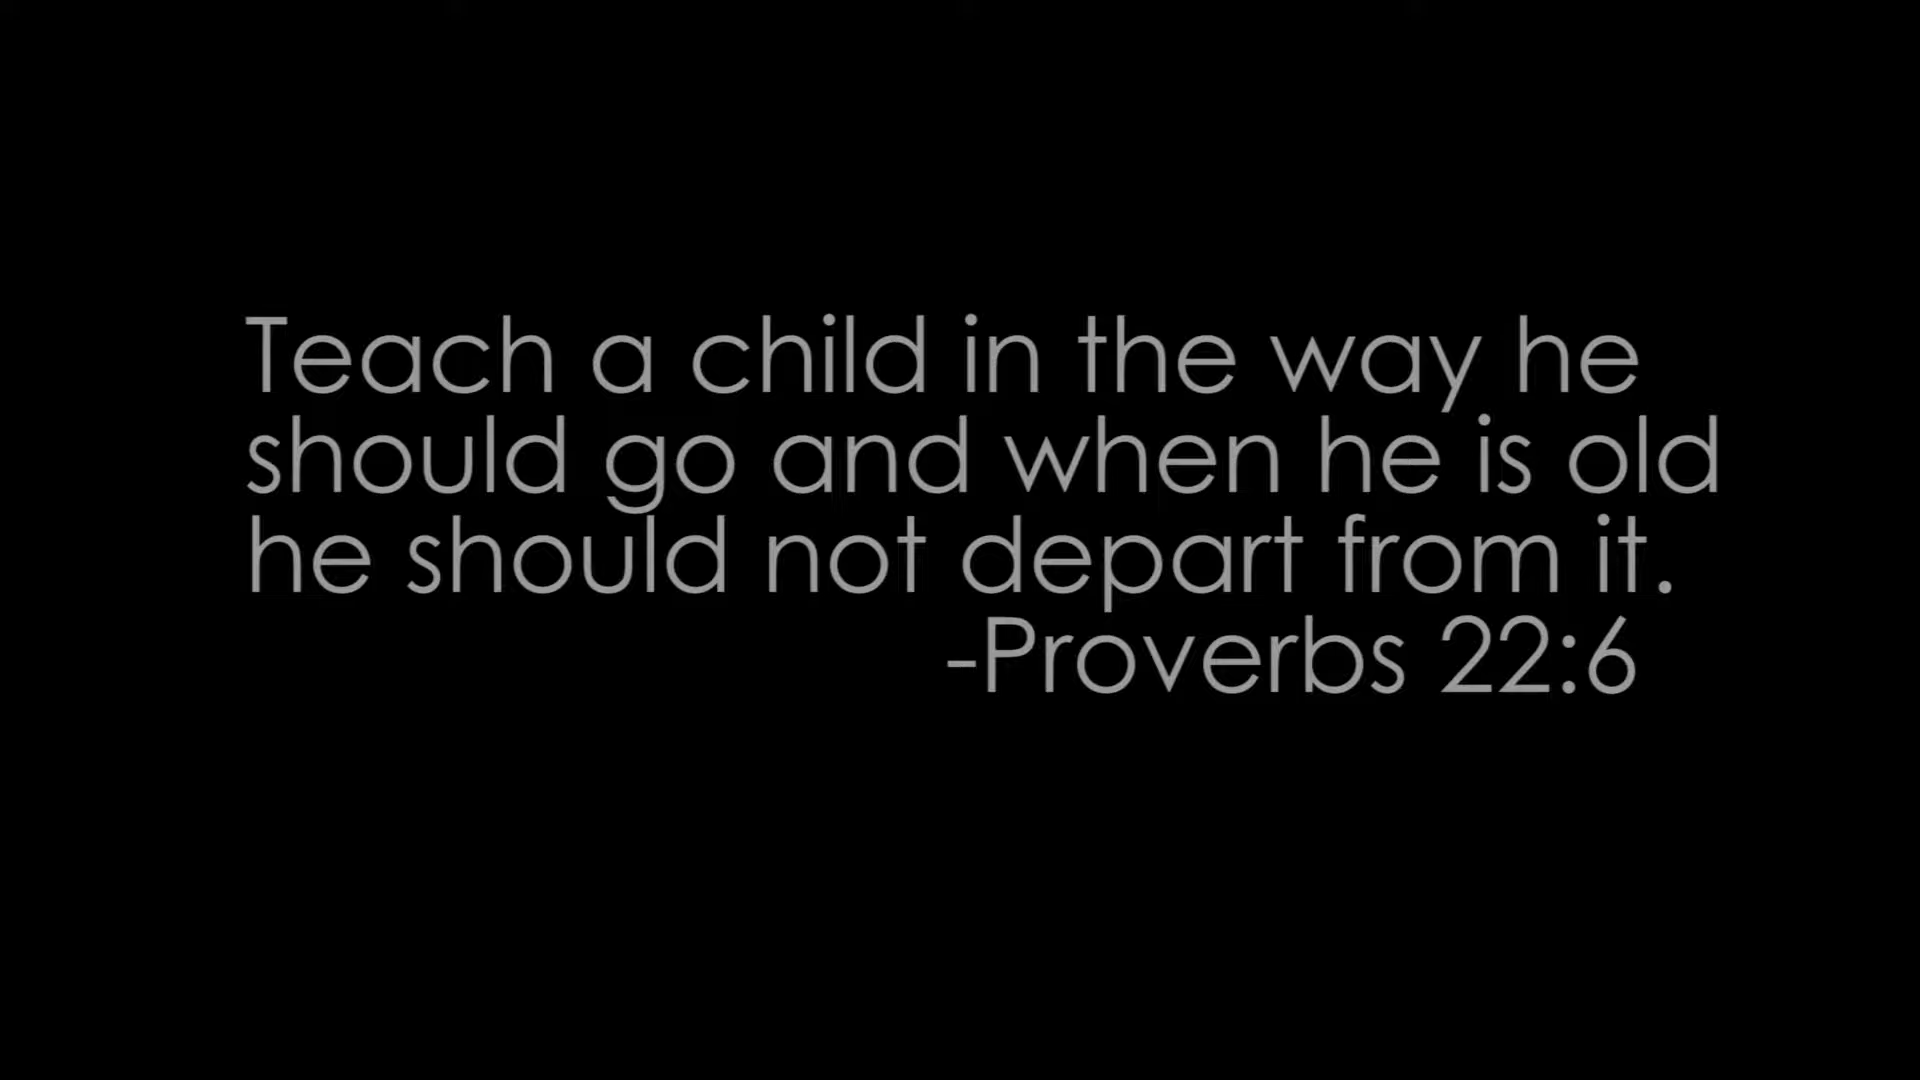 Teach a child in the way he
should go and when he is old
he should not depart from it.
-Proverbs 22:6